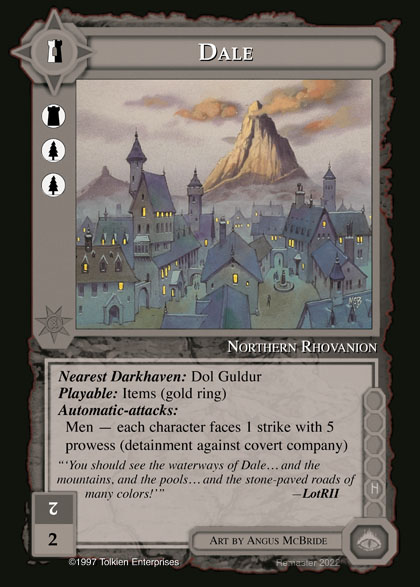 Dale
MCB
Northern Rhovanion
Nearest Darkhaven: Dol Guldur
Playable: Items (gold ring)
Automatic-attacks:
Men — each character faces 1 strike with 5
prowess (detainment against covert company)
“‘You should see the waterways of Dale…and the
mountains, and the pools…and the stone-paved roads of
many colors!’” –LotRII
H
2
2
Art by Angus McBride
©1997 Tolkien Enterprises
Remaster 2022